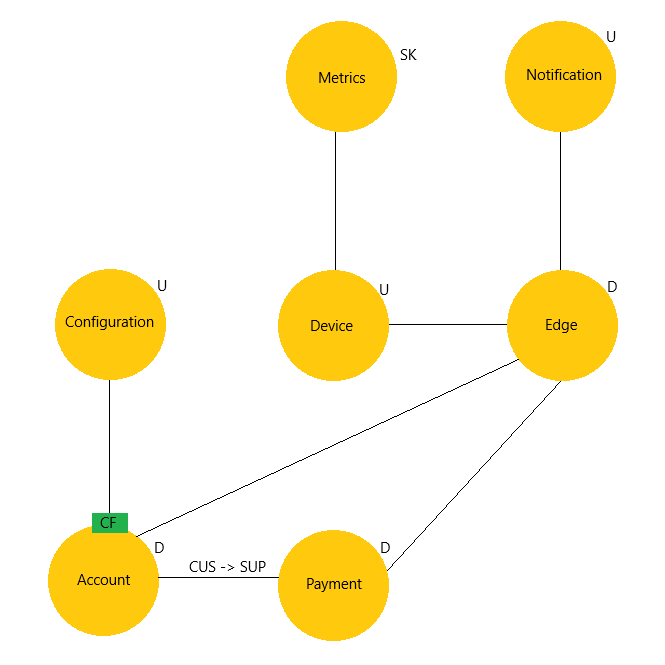 SK
Metrics
U
Notification
U
Configuration
U
Device
D
Edge
CF
D
Account
CUS -> SUP
D
Payment